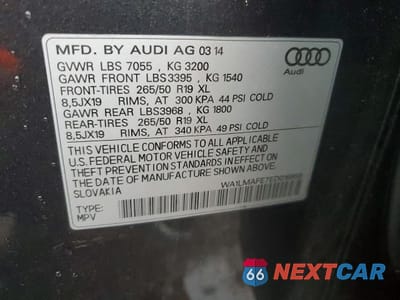 MFD. BY AUDI AG 03 14
GVWR LBS 7055 , KG 3200
GAWR FRONT LBS3395 , KG 1540
FRONT-TIRES 265/50 R19 XL
8,5JX19 RIMS, AT 300 KPA 44 PSI COLD
GAWR REAR LBS3968 , KG 1800
REAR-TIRES 265/50 R19 XL
8,5JX19 RIMS, AT 340 KPA 49 PSI COLD
THIS VEHICLE CONFORMS TO ALL APPLICABLE
U.S. FEDERAL MOTOR VEHICLE SAFETY AND
THEFT PREVENTION STANDARDS IN EFFECT ON
THE DATE OF MANUFACTURE SHOWN ABOVE
SLOVAKIA
TYPE:
MPV
Audi
66 NEXTCAR